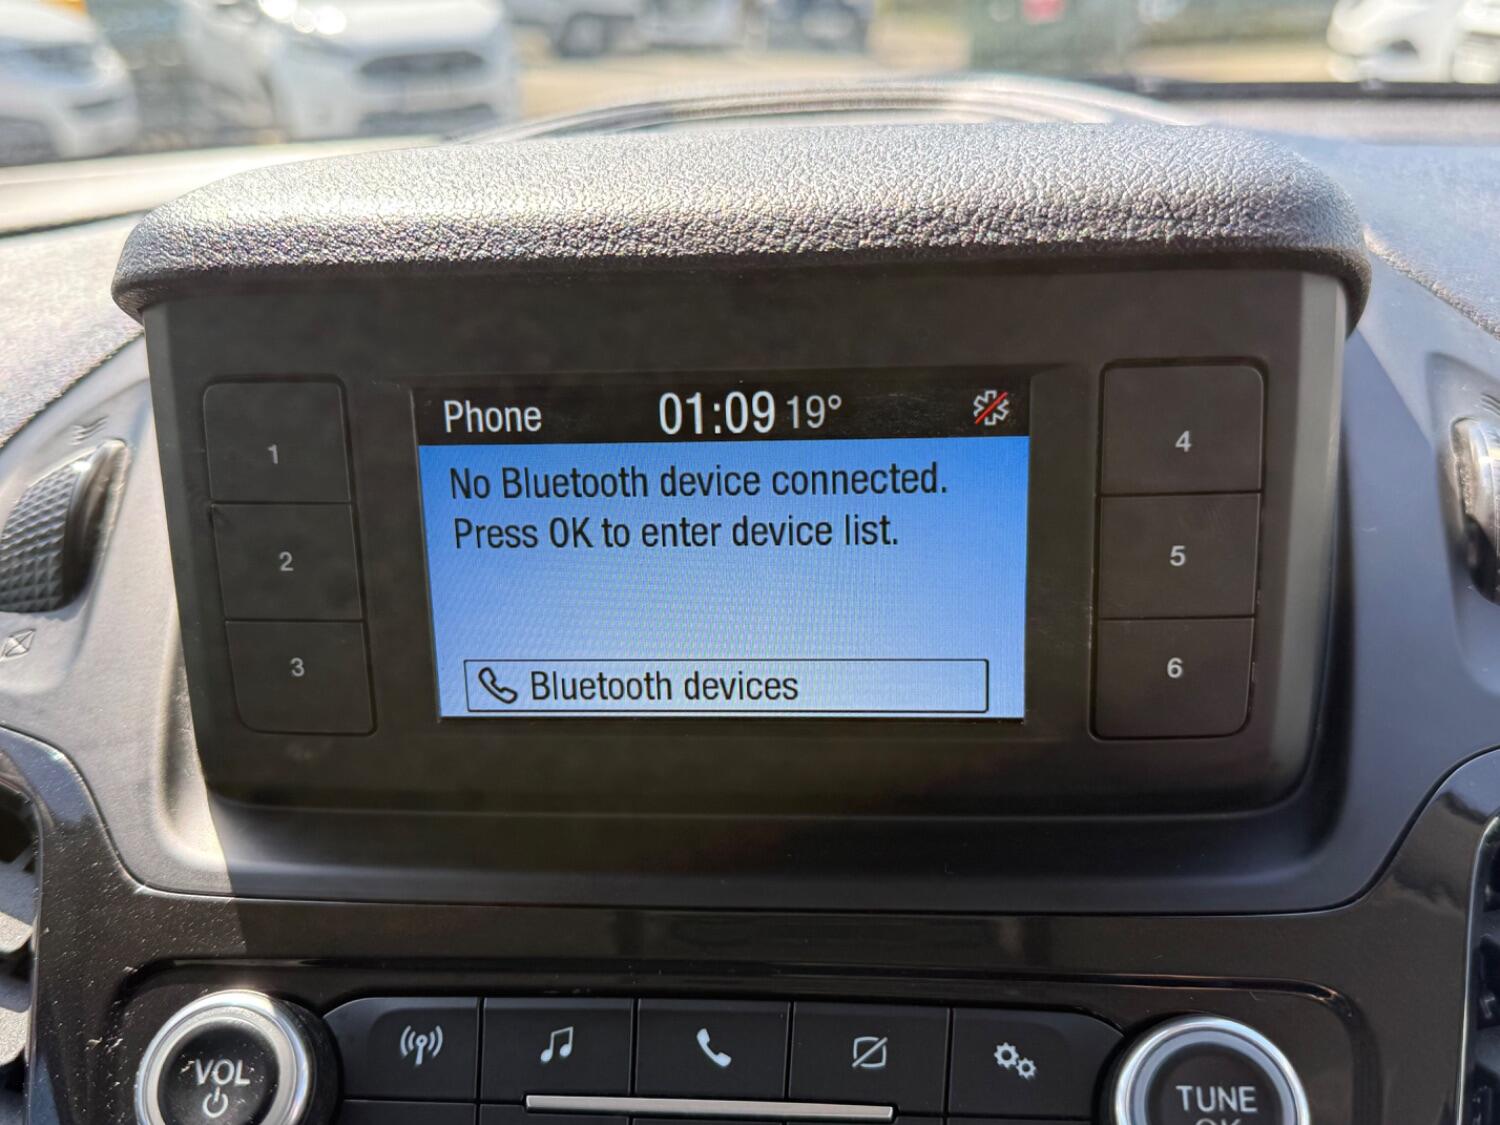 Phone 01:09 19°
No Bluetooth device connected.
Press OK to enter device list.
Bluetooth devices
1
2
3
4
5
6
VOL
TUNE
OK